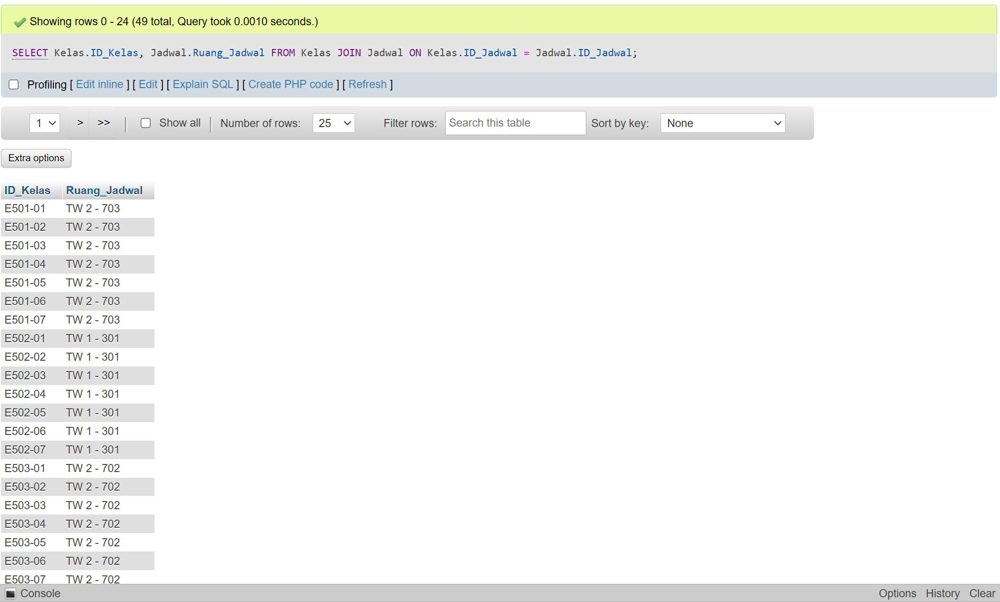 Showing rows 0 - 24 (49 total, Query took 0.0010 seconds.)
SELECT Kelas.ID_Kelas, Jadwal.Ruang_Jadwal FROM Kelas JOIN Jadwal ON Kelas.ID_Jadwal = Jadwal.ID_Jadwal;
Profiling [ Edit inline ] [ Edit ] [ Explain SQL ] [ Create PHP code ] [ Refresh ]
1 > >> | Show all | Number of rows: 25 Filter rows: Search this table Sort by key: None
Extra options
ID_Kelas Ruang_Jadwal
E501-01 TW 2 - 703
E501-02 TW 2 - 703
E501-03 TW 2 - 703
E501-04 TW 2 - 703
E501-05 TW 2 - 703
E501-06 TW 2 - 703
E501-07 TW 2 - 703
E502-01 TW 1 - 301
E502-02 TW 1 - 301
E502-03 TW 1 - 301
E502-04 TW 1 - 301
E502-05 TW 1 - 301
E502-06 TW 1 - 301
E502-07 TW 1 - 301
E503-01 TW 2 - 702
E503-02 TW 2 - 702
E503-03 TW 2 - 702
E503-04 TW 2 - 702
E503-05 TW 2 - 702
E503-06 TW 2 - 702
E503-07 TW 2 - 702
Console Options History Clear